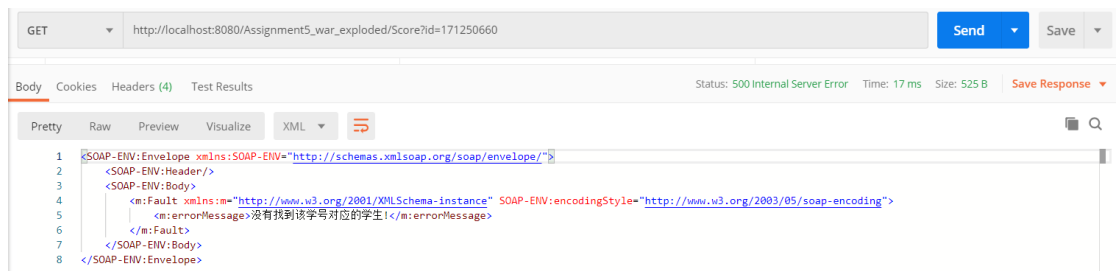 GET http://localhost:8080/Assignment5_war_exploded/Score?id=171250660 Send Save
Body Cookies Headers (4) Test Results Status: 500 Internal Server Error Time: 17 ms Size: 525 B Save Response
Pretty Raw Preview Visualize XML
1 <SOAP-ENV:Envelope xmlns:SOAP-ENV="http://schemas.xmlsoap.org/soap/envelope/">
2 <SOAP-ENV:Header/>
3 <SOAP-ENV:Body>
4 <m:Fault xmlns:m="http://www.w3.org/2001/XMLSchema-instance" SOAP-ENV:encodingStyle="http://www.w3.org/2003/05/soap-encoding">
5 <m:errorMessage>没有找到该学号对应的学生!</m:errorMessage>
6 </m:Fault>
7 </SOAP-ENV:Body>
8 </SOAP-ENV:Envelope>